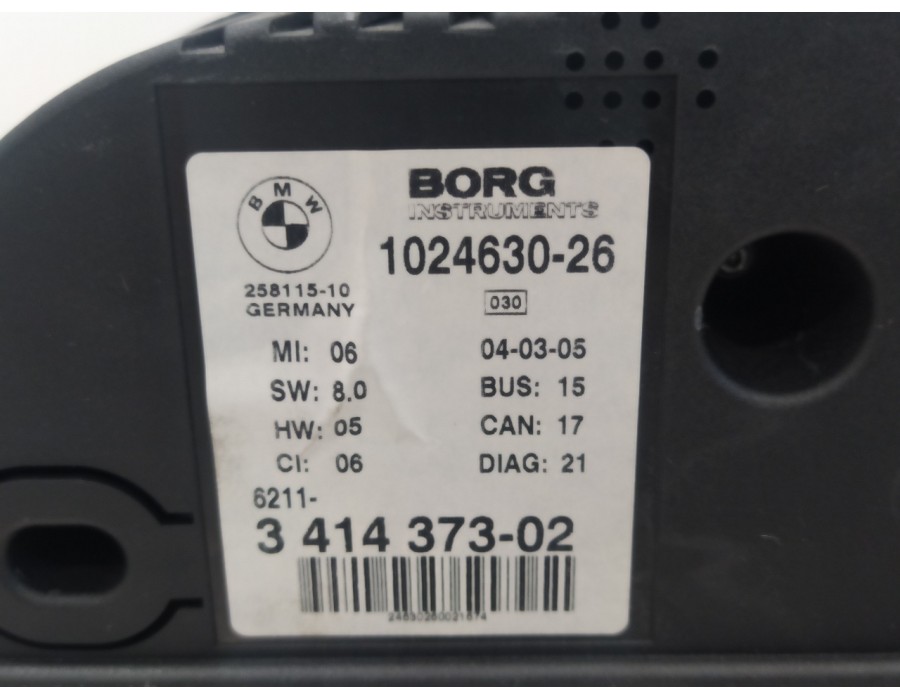 BMW
BORG
INSTRUMENTS
1024630-26
258115-10
GERMANY
030
MI: 06
04-03-05
SW: 8.0
BUS: 15
HW: 05
CAN: 17
CI: 06
DIAG: 21
6211-
3 414 373-02